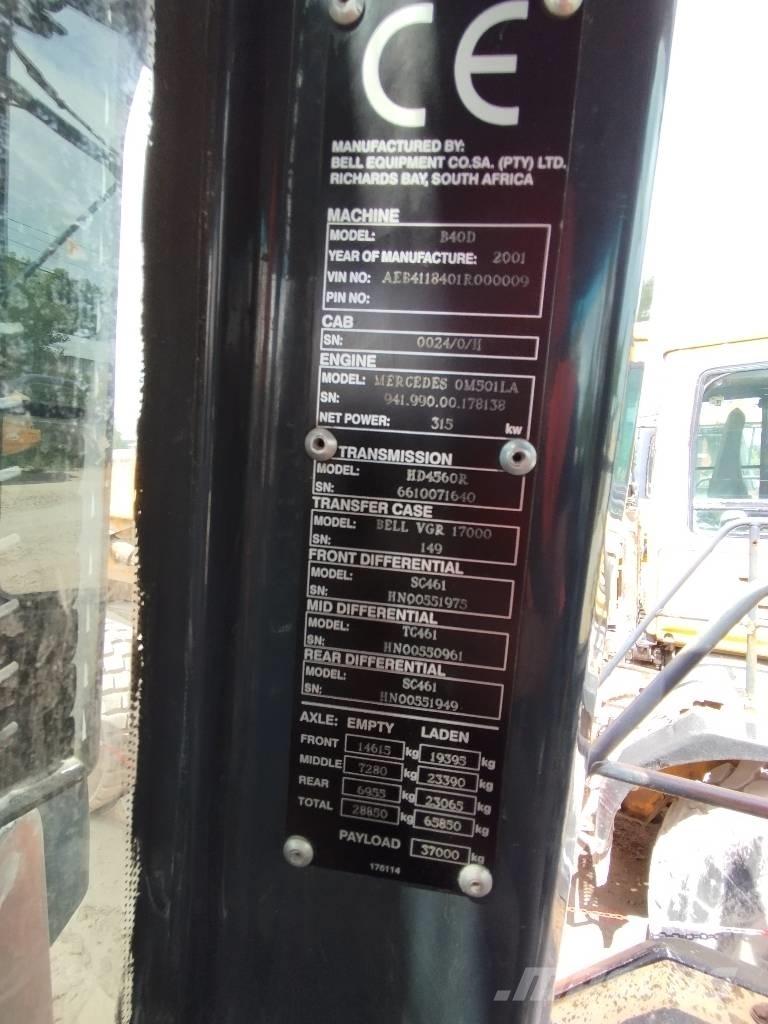 CE
MANUFACTURED BY:
BELL EQUIPMENT CO.SA. (PTY) LTD.
RICHARDS BAY, SOUTH AFRICA
MACHINE
MODEL: B40D
YEAR OF MANUFACTURE: 2001
VIN NO: AEB4118401R000009
PIN NO:
CAB
SN: 0024/0/H
ENGINE
MODEL: MERCEDES OM501LA
SN: 941.990.00.178138
NET POWER: 315 kw
TRANSMISSION
MODEL: HD4560R
SN: 6610071640
TRANSFER CASE
MODEL: BELL VGR 17000
SN: 149
FRONT DIFFERENTIAL
MODEL: SC461
SN: HN00551975
MID DIFFERENTIAL
MODEL: TC461
SN: HN00550961
REAR DIFFERENTIAL
MODEL: SC461
SN: HN00551949
AXLE: EMPTY LADEN
FRONT 14615 kg 19395 kg
MIDDLE 7280 kg 23390 kg
REAR 6955 kg 23065 kg
TOTAL 28850 kg 65850 kg
PAYLOAD 37000 kg
176114